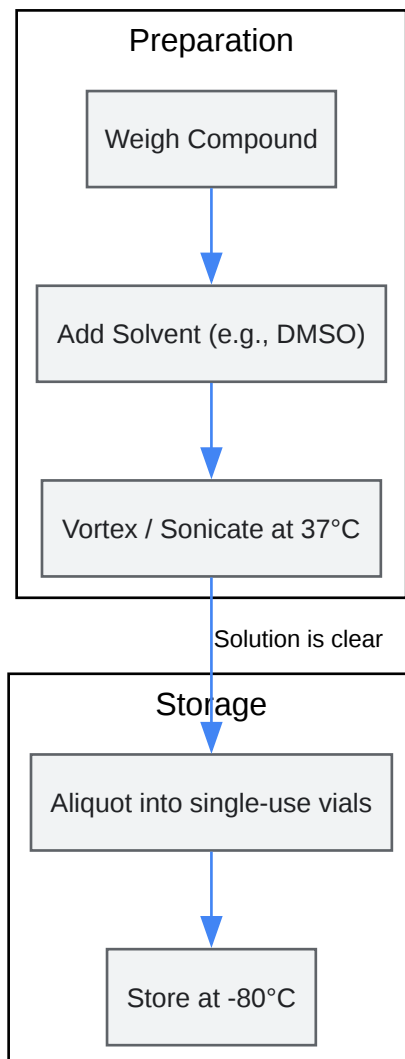 Preparation
Weigh Compound
Add Solvent (e.g., DMSO)
Vortex / Sonicate at 37°C
Solution is clear
Storage
Aliquot into single-use vials
Store at -80°C